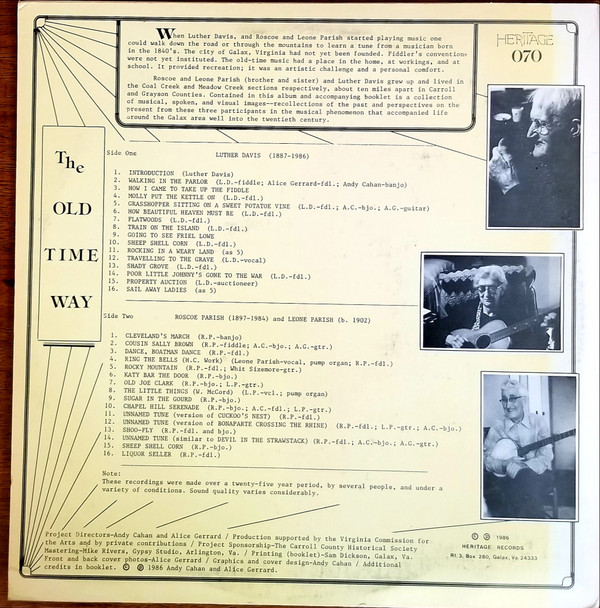 When Luther Davis, and Roscoe and Leone Parish started playing music one
could walk down the road or through the mountains to learn a tune from a musician born
in the 1840's. The city of Galax, Virginia had not yet been founded. Fiddler's conventions
were not yet instituted. The old-time music had a place in the home, at workings, and at
school. It provided recreation; it was an artistic challenge and a personal comfort.
Roscoe and Leone Parish (brother and sister) and Luther Davis grew up and lived in
the Coal Creek and Meadow Creek sections respectively, about ten miles apart in Carroll
and Grayson Counties. Contained in this album and accompanying booklet is a collection
of musical, spoken, and visual images--recollections of the past and perspectives on the
present from these three participants in the musical phenomenon that accompanied life
around the Galax area well into the twentieth century.
HERITAGE
070
The
OLD
TIME
WAY
Side One
LUTHER DAVIS (1887-1986)
1. INTRODUCTION (Luther Davis)
2. WALKING IN THE PARLOR (L.D.-fiddle; Alice Gerrard-fdl.; Andy Cahan-banjo)
3. HOW I CAME TO TAKE UP THE FIDDLE
4. MOLLY PUT THE KETTLE ON (L.D.-fdl.)
5. GRASSHOPPER SITTING ON A SWEET POTATOE VINE (L.D.-fdl.; A.C.-bjo.; A.G.-guitar)
6. HOW BEAUTIFUL HEAVEN MUST BE (L.D.-fdl.)
7. FLATWOODS (L.D.-fdl.)
8. TRAIN ON THE ISLAND (L.D.-fdl.)
9. GOING TO SEE FRIEL LOWE
10. SHEEP SHELL CORN (L.D.-fdl.)
11. ROCKING IN A WEARY LAND (as 5)
12. TRAVELLING TO THE GRAVE (L.D.-vocal)
13. SHADY GROVE (L.D.-fdl.)
14. POOR LITTLE JOHNNY'S GONE TO THE WAR (L.D.-fdl.)
15. PROPERTY AUCTION (L.D.-auctioneer)
16. SAIL AWAY LADIES (as 5)
Side Two
ROSCOE PARISH (1897-1984) and LEONE PARISH (b. 1902)
1. CLEVELAND'S MARCH (R.P.-banjo)
2. COUSIN SALLY BROWN (R.P.-fiddle; A.C.-bjo.; A.G.-gtr.)
3. DANCE, BOATMAN DANCE (R.P.-fdl.)
4. RING THE BELLS (H.C. Work) (Leone Parish-vocal, pump organ; R.P.-fdl.)
5. ROCKY MOUNTAIN (R.P.-fdl.; Whit Sizemore-gtr.)
6. KATY BAR THE DOOR (R.P.-bjo.)
7. OLD JOE CLARK (R.P.-bjo.; L.P.-gtr.)
8. THE LITTLE THINGS (W. McCord) (L.P.-vcl.; pump organ)
9. SUGAR IN THE GOURD (R.P.-bjo.)
10. CHAPEL HILL SERENADE (R.P.-bjo.; A.C.-fdl.; L.P.-gtr.)
11. UNNAMED TUNE (version of CUCKOO'S NEST) (R.P.-fdl.)
12. UNNAMED TUNE (version of BONAPARTE CROSSING THE RHINE) (R.P.-fdl.; L.P.-gtr.; A.C.-bjo.)
13. SHOO-FLY (R.P.-fdl. and bjo.)
14. UNNAMED TUNE (similar to DEVIL IN THE STRAWSTACK) (R.P.-fdl.; A.C.-bjo.; A.G.-gtr.)
15. SHEEP SHELL CORN (R.P.-bjo.)
16. LIQUOR SELLER (R.P.-fdl.)
Note:
These recordings were made over a twenty-five year period, by several people, and under a
variety of conditions. Sound quality varies considerably.
Project Directors-Andy Cahan and Alice Gerrard / Production supported by the Virginia Commission for
the Arts and by private contributions / Project Sponsorship-The Carroll County Historical Society
Mastering-Mike Rivers, Gypsy Studio, Arlington, Va. / Printing (booklet)-Sam Dickson, Galax, Va.
Front and back cover photos-Alice Gerrard / Graphics and cover design-Andy Cahan / Additional
credits in booklet. © ℗ 1986 Andy Cahan and Alice Gerrard.
© ℗ 1986
HERITAGE RECORDS
Rt. 3, Box 280, Galax, Va. 24333